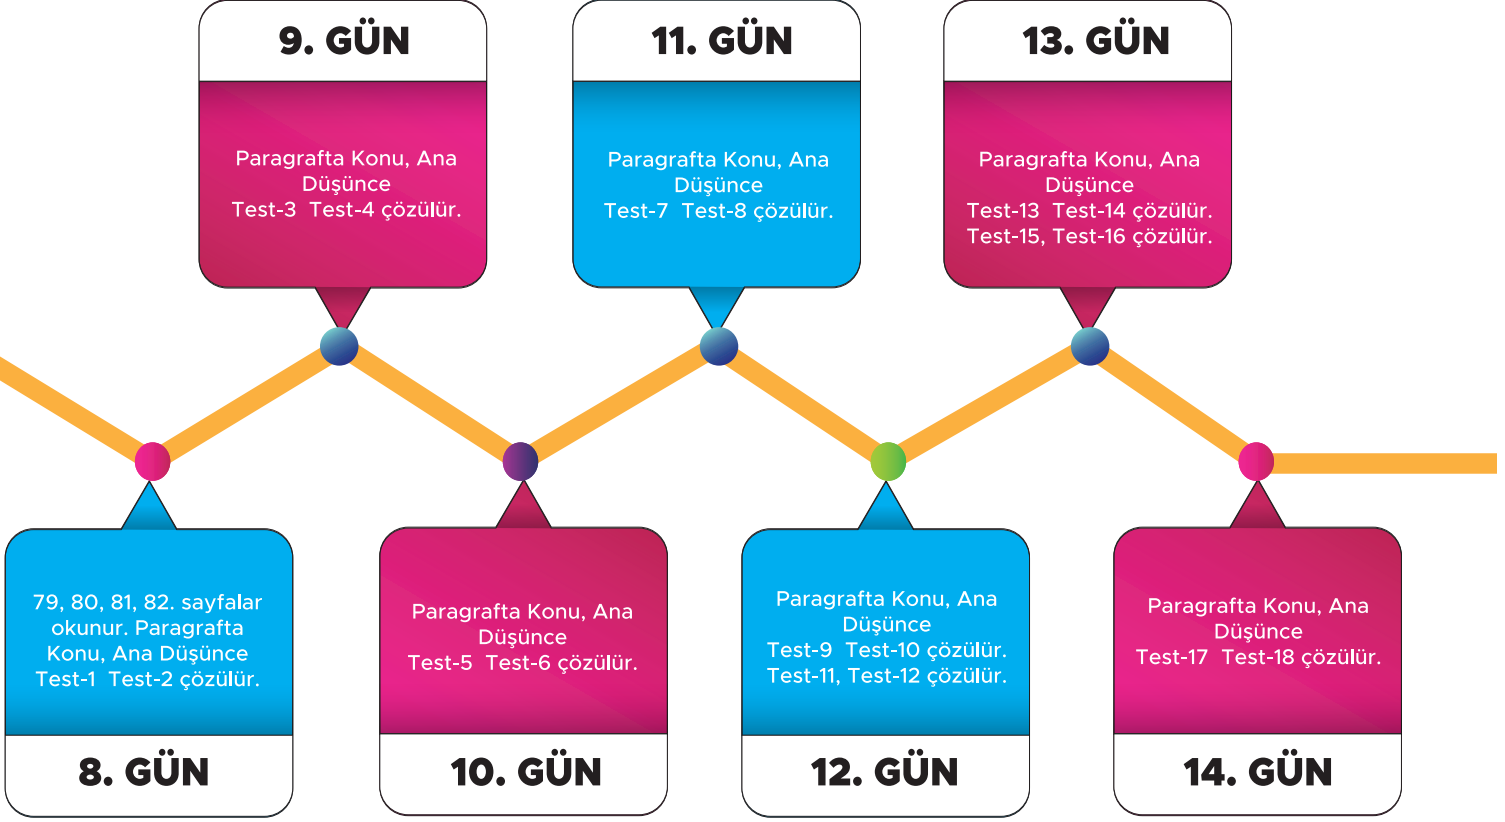 9. GÜN
Paragrafta Konu, Ana
Düşünce
Test-3 Test-4 çözülür.
11. GÜN
Paragrafta Konu, Ana
Düşünce
Test-7 Test-8 çözülür.
13. GÜN
Paragrafta Konu, Ana
Düşünce
Test-13 Test-14 çözülür.
Test-15, Test-16 çözülür.
79, 80, 81, 82. sayfalar
okunur. Paragrafta
Konu, Ana Düşünce
Test-1 Test-2 çözülür.
8. GÜN
Paragrafta Konu, Ana
Düşünce
Test-5 Test-6 çözülür.
10. GÜN
Paragrafta Konu, Ana
Düşünce
Test-9 Test-10 çözülür.
Test-11, Test-12 çözülür.
12. GÜN
Paragrafta Konu, Ana
Düşünce
Test-17 Test-18 çözülür.
14. GÜN